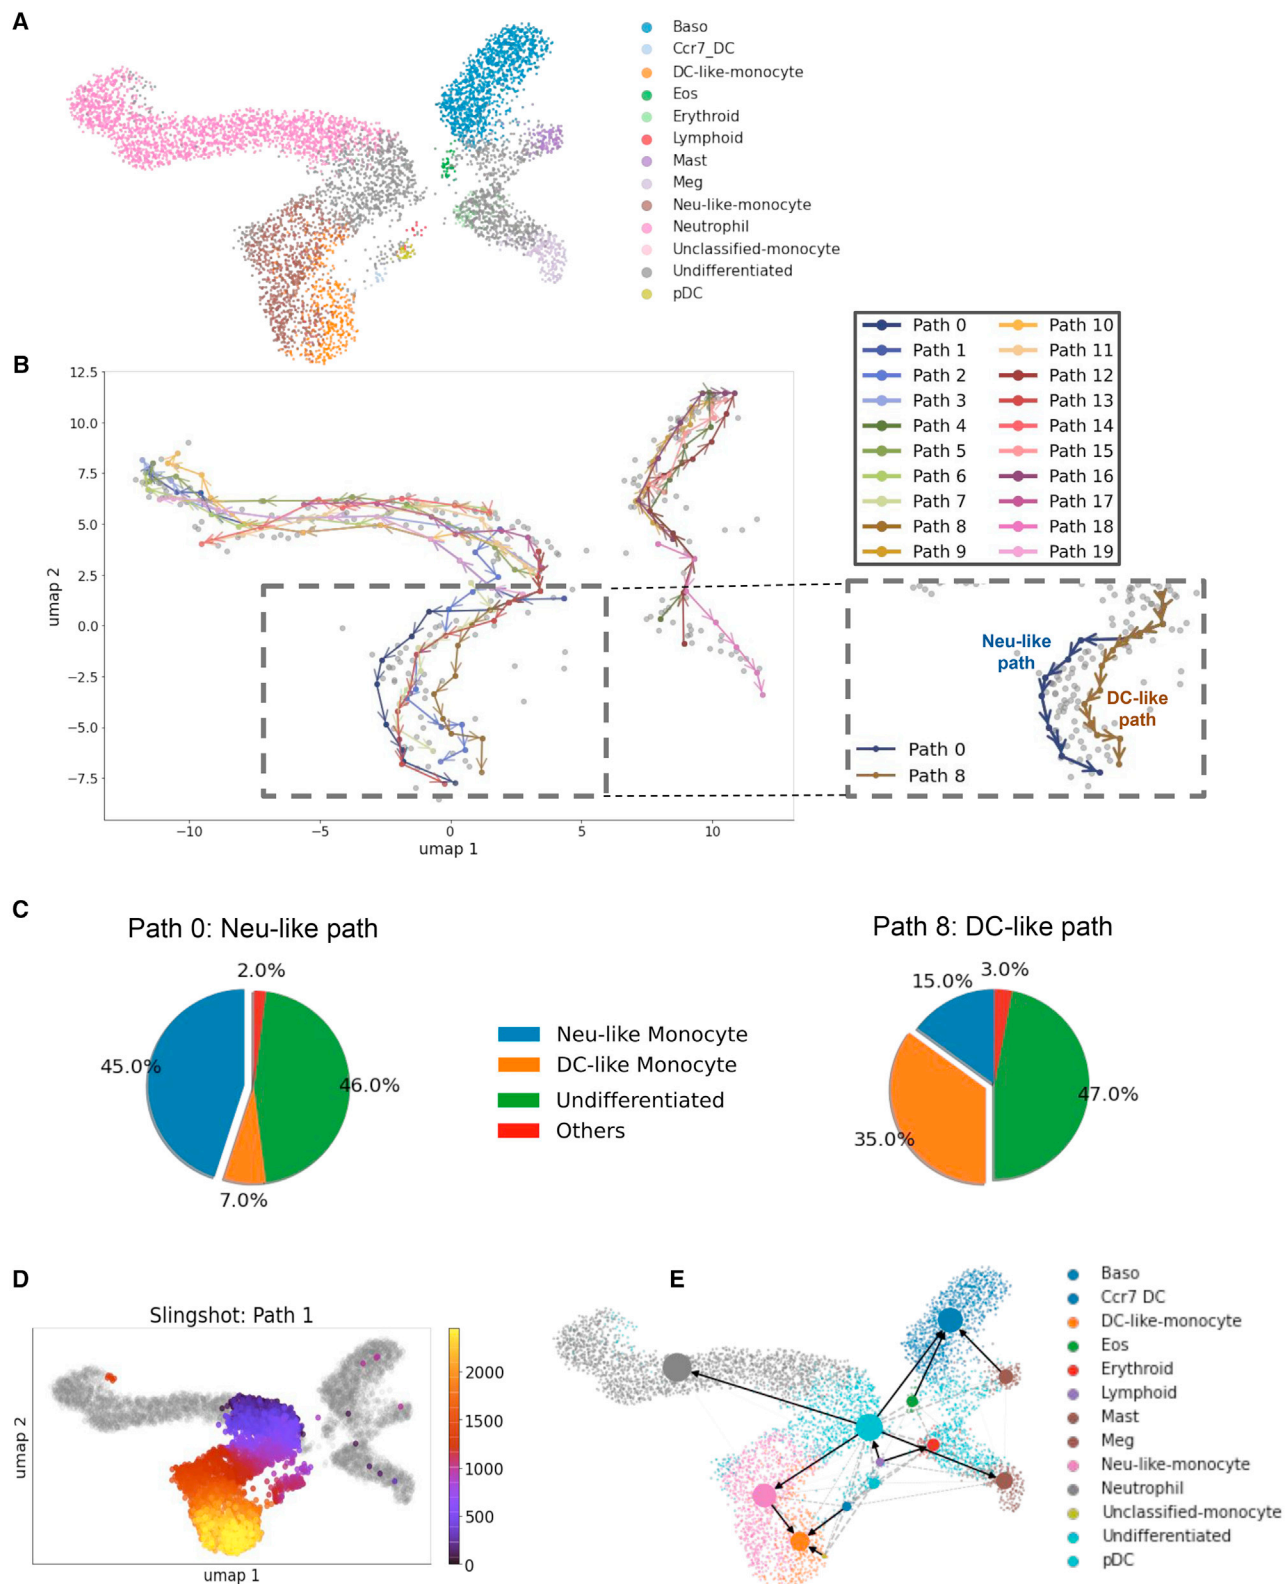 A
Baso
Ccr7_DC
DC-like-monocyte
Eos
Erythroid
Lymphoid
Mast
Meg
Neu-like-monocyte
Neutrophil
Unclassified-monocyte
Undifferentiated
pDC
B
12.5
10.0
7.5
5.0
2.5
0.0
−2.5
−5.0
−7.5
umap 2
−10
−5
0
5
10
umap 1
Path 0
Path 1
Path 2
Path 3
Path 4
Path 5
Path 6
Path 7
Path 8
Path 9
Path 10
Path 11
Path 12
Path 13
Path 14
Path 15
Path 16
Path 17
Path 18
Path 19
Neu-like
path
DC-like
path
Path 0
Path 8
C
Path 0: Neu-like path
2.0%
45.0%
46.0%
7.0%
Neu-like Monocyte
DC-like Monocyte
Undifferentiated
Others
Path 8: DC-like path
15.0%
3.0%
47.0%
35.0%
D
Slingshot: Path 1
umap 2
umap 1
2000
1500
1000
500
0
E
Baso
Ccr7 DC
DC-like-monocyte
Eos
Erythroid
Lymphoid
Mast
Meg
Neu-like-monocyte
Neutrophil
Unclassified-monocyte
Undifferentiated
pDC